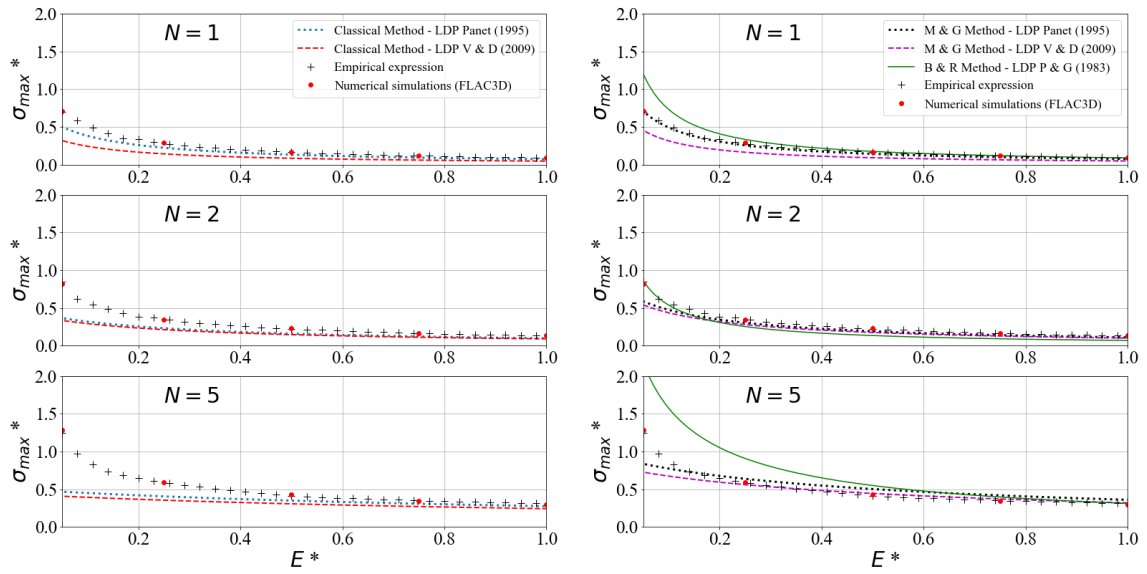 2.0
1.5
1.0
0.5
0.0
σmax*
N = 1
Classical Method - LDP Panet (1995)
Classical Method - LDP V & D (2009)
Empirical expression
Numerical simulations (FLAC3D)
0.2 0.4 0.6 0.8 1.0
2.0
1.5
1.0
0.5
0.0
σmax*
N = 1
M & G Method - LDP Panet (1995)
M & G Method - LDP V & D (2009)
B & R Method - LDP P & G (1983)
Empirical expression
Numerical simulations (FLAC3D)
0.2 0.4 0.6 0.8 1.0
2.0
1.5
1.0
0.5
0.0
σmax*
N = 2
0.2 0.4 0.6 0.8 1.0
2.0
1.5
1.0
0.5
0.0
σmax*
N = 2
0.2 0.4 0.6 0.8 1.0
2.0
1.5
1.0
0.5
0.0
σmax*
N = 5
0.2 0.4 0.6 0.8 1.0
E*
2.0
1.5
1.0
0.5
0.0
σmax*
N = 5
0.2 0.4 0.6 0.8 1.0
E*